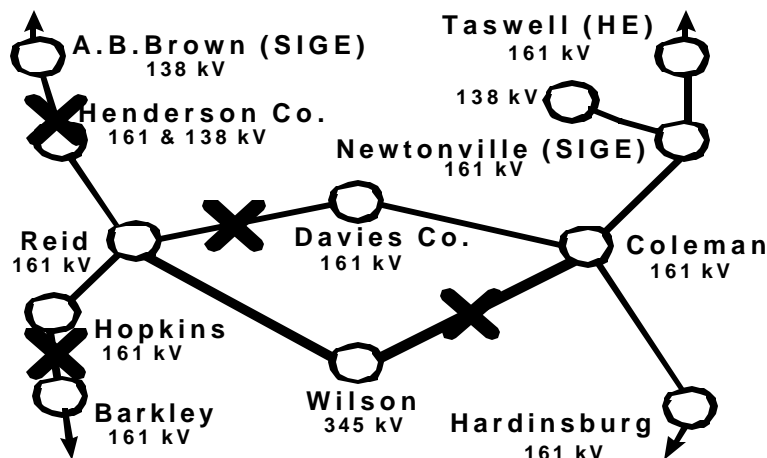 A.B.Brown (SIGE)
138 kV
Taswell (HE)
161 kV
Henderson Co.
161 & 138 kV
138 kV
Newtonville (SIGE)
161 kV
Reid
161 kV
Davies Co.
161 kV
Coleman
161 kV
Hopkins
161 kV
Wilson
345 kV
Barkley
161 kV
Hardinsburg
161 kV